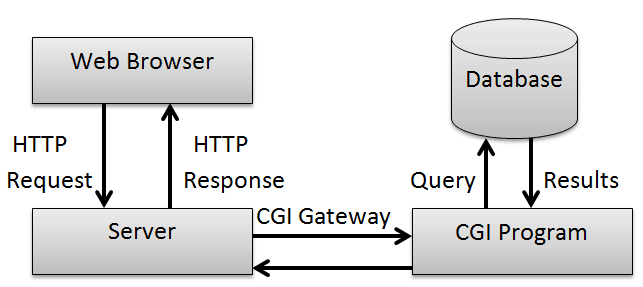 Web Browser
Database
HTTP
Request
HTTP
Response
Query
Results
Server
CGI Gateway
CGI Program